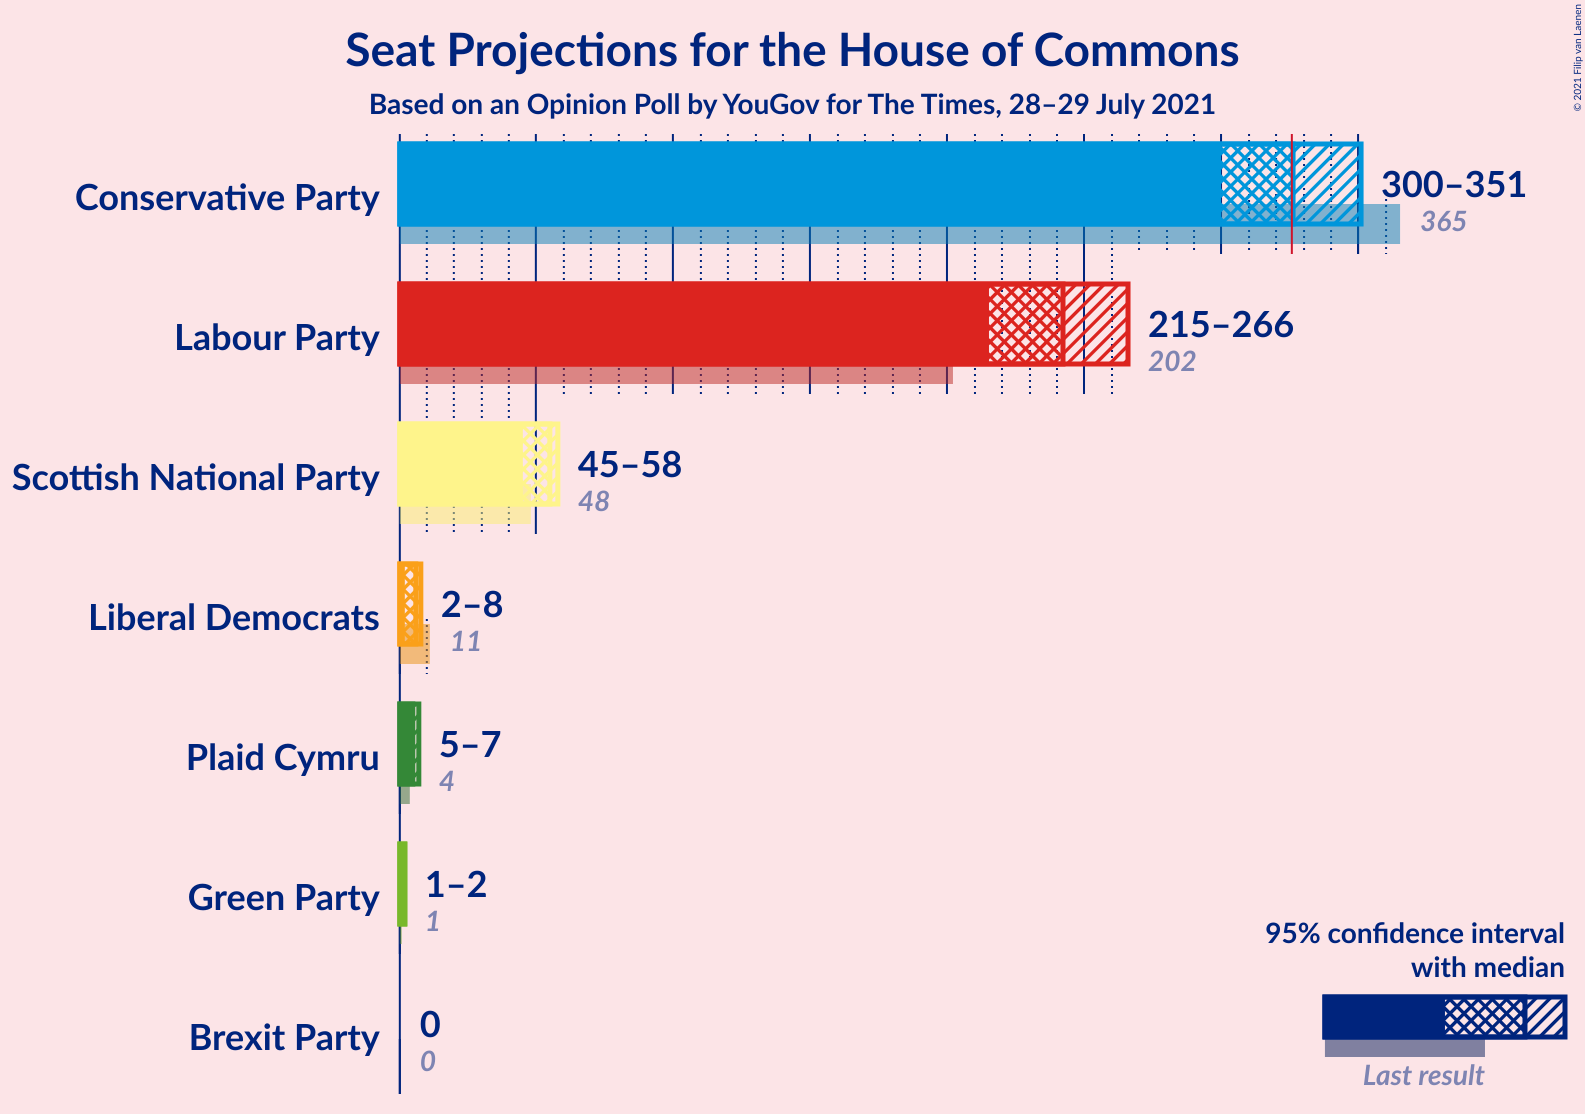 Seat Projections for the House of Commons
Based on an Opinion Poll by YouGov for The Times, 28–29 July 2021
© 2021 Filip van Laenen
Conservative Party
300–351
365
Labour Party
215–266
202
Scottish National Party
45–58
48
Liberal Democrats
2–8
11
Plaid Cymru
5–7
4
Green Party
1–2
1
Brexit Party
0
0
95% confidence interval
with median
Last result